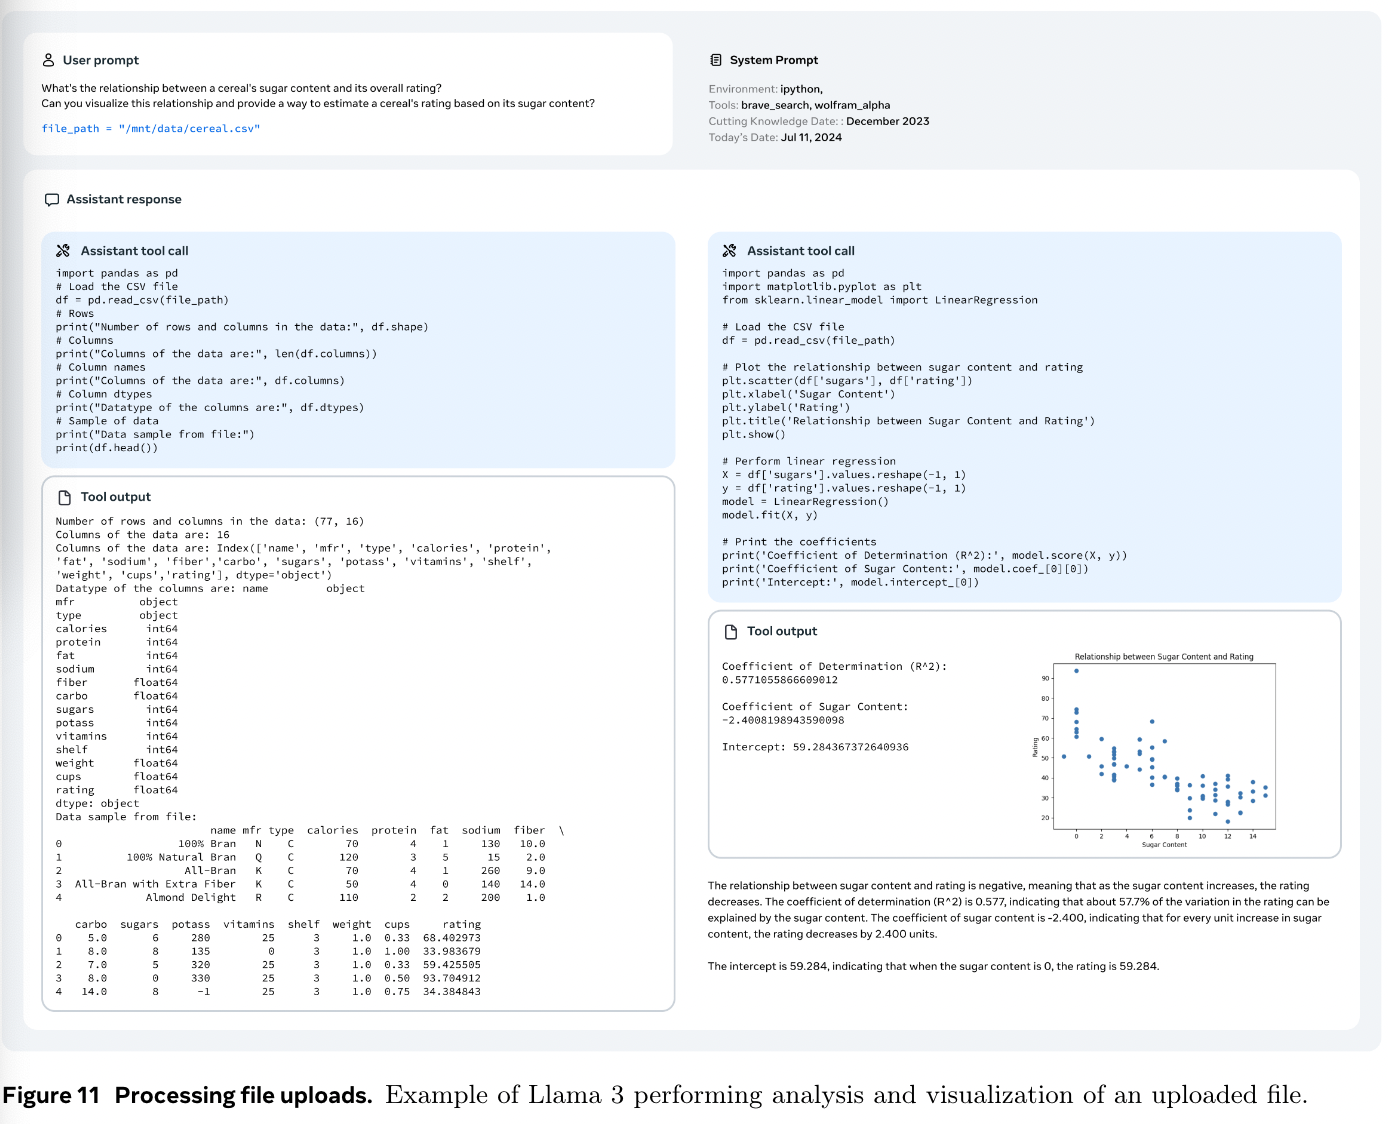 User prompt
What's the relationship between a cereal's sugar content and its overall rating?
Can you visualize this relationship and provide a way to estimate a cereal's rating based on its sugar content?
file_path = "/mnt/data/cereal.csv"
System Prompt
Environment: ipython,
Tools: brave_search, wolfram_alpha
Cutting Knowledge Date: : December 2023
Today's Date: Jul 11, 2024
Assistant response
Assistant tool call
import pandas as pd
# Load the CSV file
df = pd.read_csv(file_path)
# Rows
print("Number of rows and columns in the data:", df.shape)
# Columns
print("Columns of the data are:", len(df.columns))
# Column names
print("Columns of the data are:", df.columns)
# Column dtypes
print("Datatype of the columns are:", df.dtypes)
# Sample of data
print("Data sample from file:")
print(df.head())
Tool output
Number of rows and columns in the data: (77, 16)
Columns of the data are: 16
Columns of the data are: Index(['name', 'mfr', 'type', 'calories', 'protein',
'fat', 'sodium', 'fiber','carbo', 'sugars', 'potass', 'vitamins', 'shelf',
'weight', 'cups','rating'], dtype='object')
Datatype of the columns are: name object
mfr object
type object
calories int64
protein int64
fat int64
sodium int64
fiber float64
carbo float64
sugars int64
potass int64
vitamins int64
shelf int64
weight float64
cups float64
rating float64
dtype: object
Data sample from file:
name mfr type calories protein fat sodium fiber \
0 100% Bran N C 70 4 1 130 10.0
1 100% Natural Bran Q C 120 3 5 15 2.0
2 All-Bran K C 70 4 1 260 9.0
3 All-Bran with Extra Fiber K C 50 4 0 140 14.0
4 Almond Delight R C 110 2 2 200 1.0
carbo sugars potass vitamins shelf weight cups rating
0 5.0 6 280 25 3 1.0 0.33 68.402973
1 8.0 8 135 0 3 1.0 1.00 33.983679
2 7.0 5 320 25 3 1.0 0.33 59.425505
3 8.0 0 330 25 3 1.0 0.50 93.704912
4 14.0 8 -1 25 3 1.0 0.75 34.384843
Assistant tool call
import pandas as pd
import matplotlib.pyplot as plt
from sklearn.linear_model import LinearRegression
# Load the CSV file
df = pd.read_csv(file_path)
# Plot the relationship between sugar content and rating
plt.scatter(df['sugars'], df['rating'])
plt.xlabel('Sugar Content')
plt.ylabel('Rating')
plt.title('Relationship between Sugar Content and Rating')
plt.show()
# Perform linear regression
X = df['sugars'].values.reshape(-1, 1)
y = df['rating'].values.reshape(-1, 1)
model = LinearRegression()
model.fit(X, y)
# Print the coefficients
print('Coefficient of Determination (R^2):', model.score(X, y))
print('Coefficient of Sugar Content:', model.coef_[0][0])
print('Intercept:', model.intercept_[0])
Tool output
Coefficient of Determination (R^2):
0.5771055866609012
Coefficient of Sugar Content:
-2.4008198943590098
Intercept: 59.284367372640936
Relationship between Sugar Content and Rating
90
80
70
60
50
40
30
20
Rating
0 2 4 6 8 10 12 14
Sugar Content
The relationship between sugar content and rating is negative, meaning that as the sugar content increases, the rating
decreases. The coefficient of determination (R^2) is 0.577, indicating that about 57.7% of the variation in the rating can be
explained by the sugar content. The coefficient of sugar content is -2.400, indicating that for every unit increase in sugar
content, the rating decreases by 2.400 units.
The intercept is 59.284, indicating that when the sugar content is 0, the rating is 59.284.
Figure 11 Processing file uploads. Example of Llama 3 performing analysis and visualization of an uploaded file.